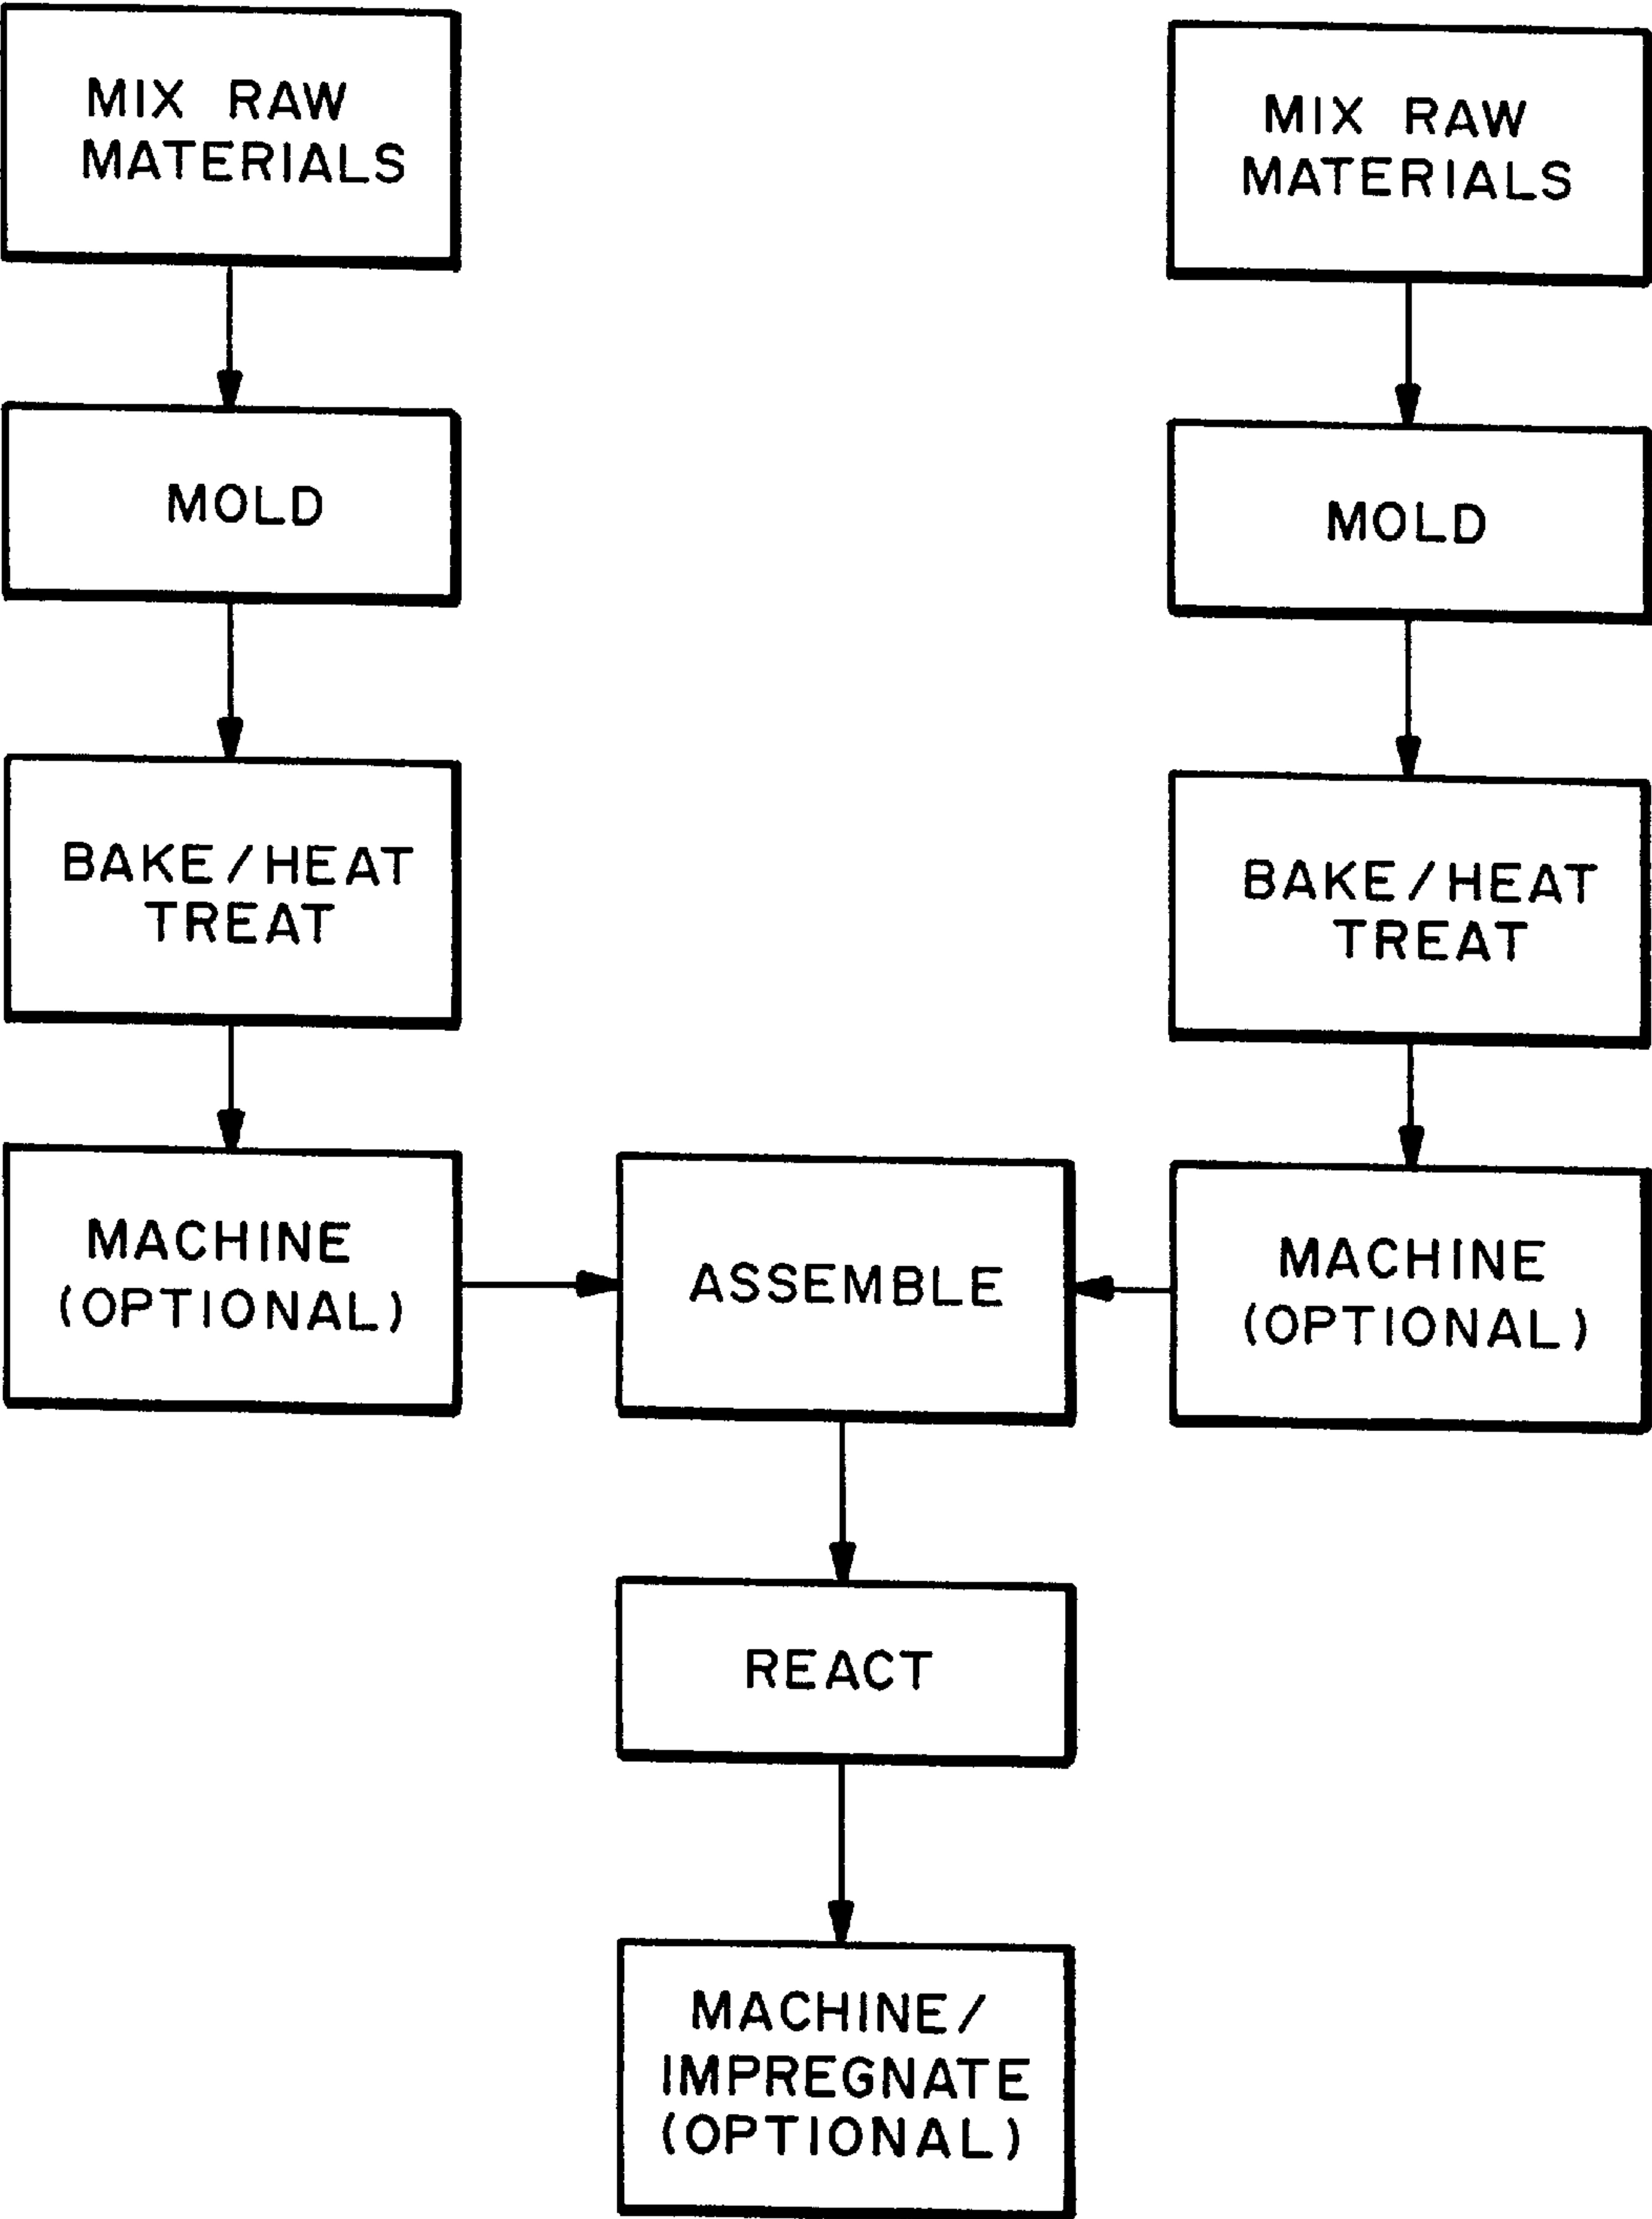 MIX RAW
MATERIALS
MOLD
BAKE/HEAT
TREAT
MACHINE
(OPTIONAL)
MIX RAW
MATERIALS
MOLD
BAKE/HEAT
TREAT
MACHINE
(OPTIONAL)
ASSEMBLE
REACT
MACHINE/
IMPREGNATE
(OPTIONAL)